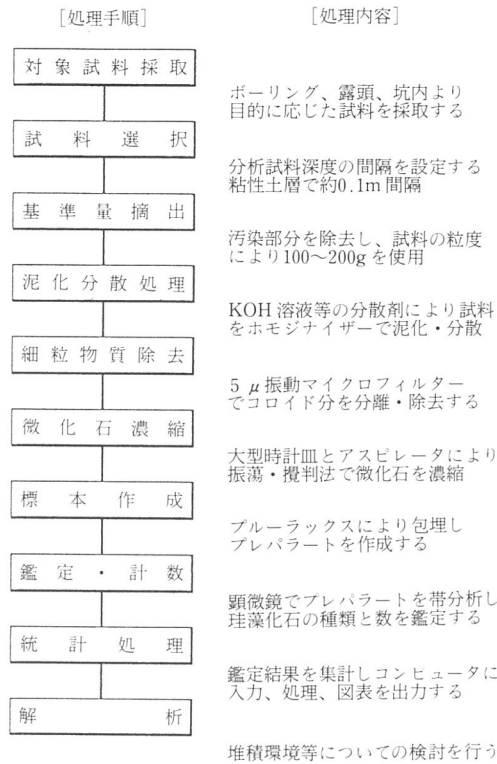 [処理手順]
[処理内容]
対象試料採取
ボーリング、露頭、坑内より
目的に応じた試料を採取する
試料選択
分析試料深度の間隔を設定する
粘性土層で約0.1m間隔
基準量摘出
汚染部分を除去し、試料の粒度
により100〜200gを使用
泥化分散処理
KOH溶液等の分散剤により試料
をホモジナイザーで泥化・分散
細粒物質除去
5μ振動マイクロフィルター
でコロイド分を分離・除去する
微化石濃縮
大型時計皿とアスピレータにより
振蕩・攪判法で微化石を濃縮
標本作成
プルーラックスにより包埋し
プレパラートを作成する
鑑定・計数
顕微鏡でプレパラートを帯分析し
珪藻化石の種類と数を鑑定する
統計処理
鑑定結果を集計しコンピュータに
入力、処理、図表を出力する
解析
堆積環境等についての検討を行う